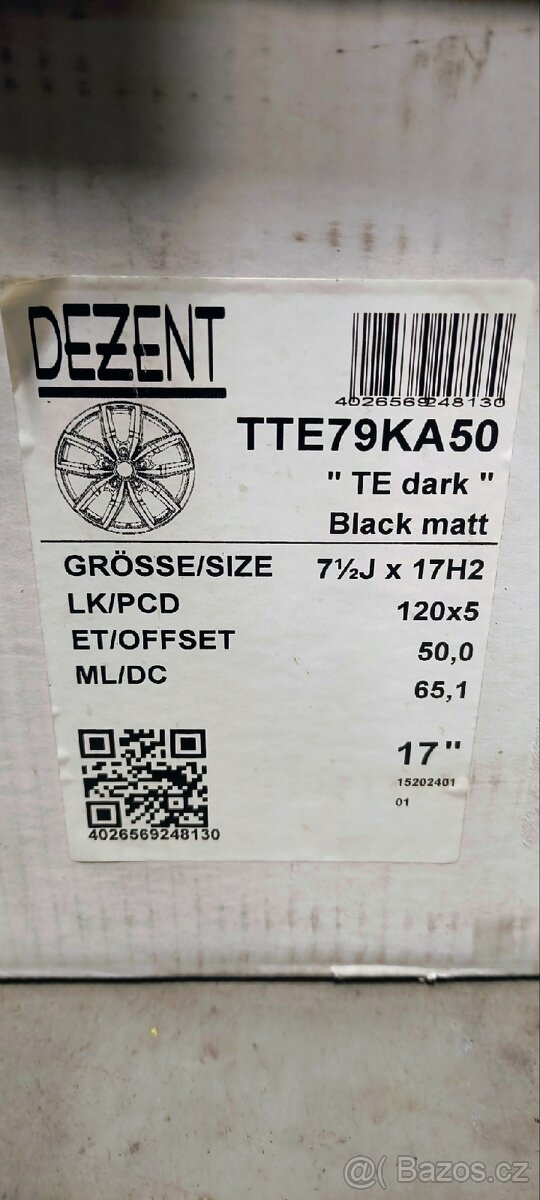 DEZENT
4026569248130
TTE79KA50
" TE dark "
Black matt
GRÖSSE/SIZE 7½J x 17H2
LK/PCD 120x5
ET/OFFSET 50,0
ML/DC 65,1
17"
15202401
01
4026569248130
@( Bazos.cz